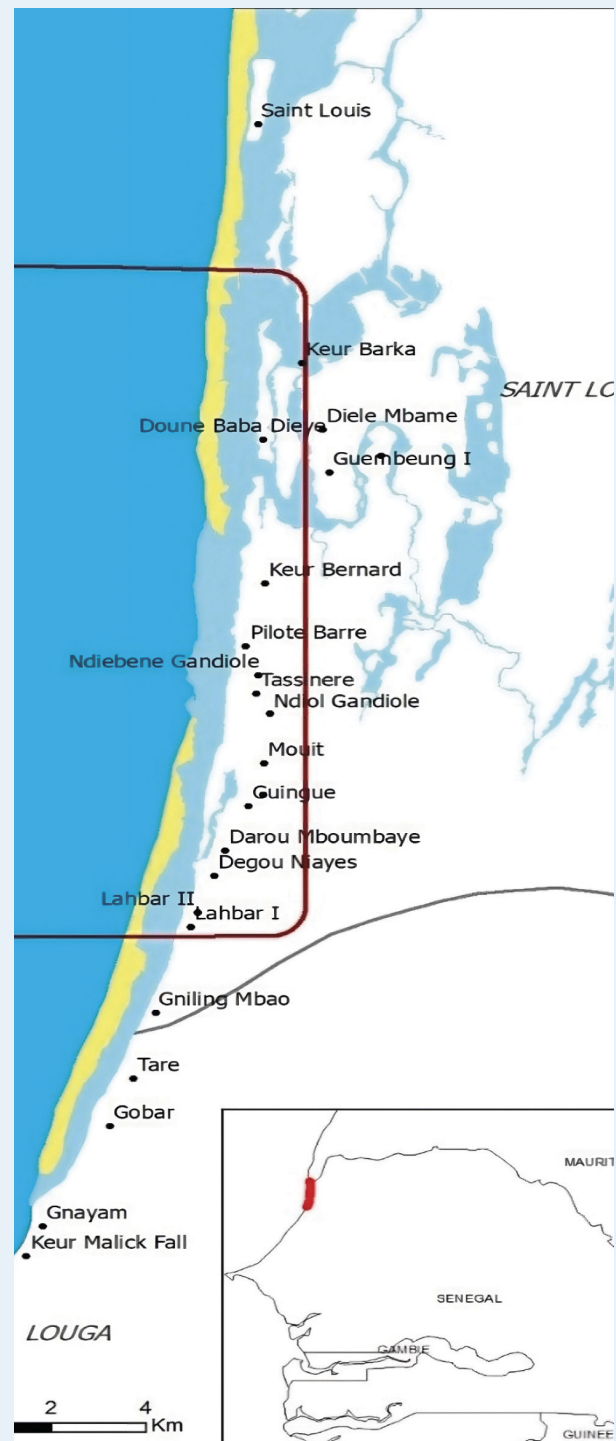 Saint Louis
Keur Barka
SAINT LO
Diele Mbame
Doune Baba Dieye
Guembeung I
Keur Bernard
Pilote Barre
Ndiebene Gandiole
Tassinere
Ndiol Gandiole
Mouit
Guingue
Darou Mboumbaye
Degou Niayes
Lahbar II
Lahbar I
Gniling Mbao
Tare
Gobar
MAURIT
Gnayam
Keur Malick Fall
SENEGAL
LOUGA
GAMBIE
2 4
Km
GUINEE